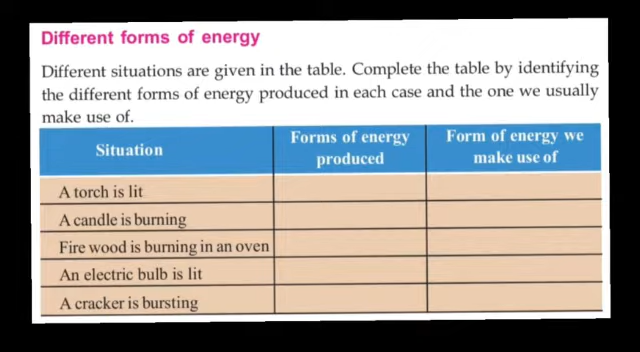 Different forms of energy
Different situations are given in the table. Complete the table by identifying
the different forms of energy produced in each case and the one we usually
make use of.
Situation
Forms of energy
produced
Form of energy we
make use of
A torch is lit
A candle is burning
Fire wood is burning in an oven
An electric bulb is lit
A cracker is bursting